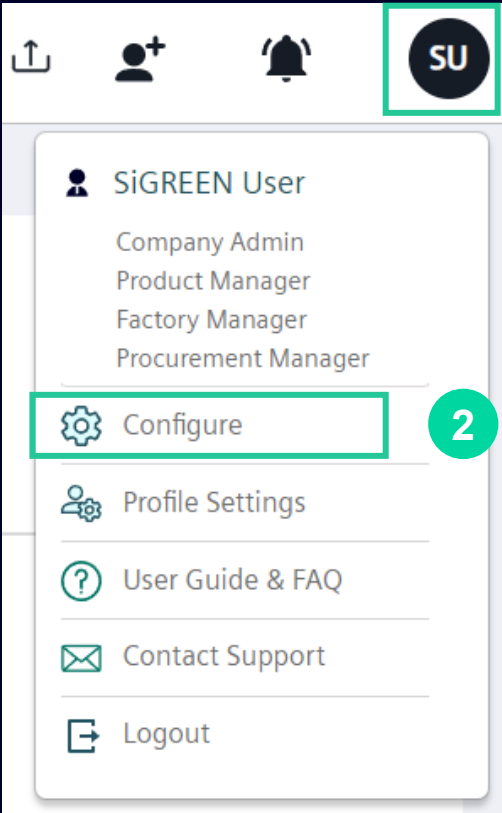 SU
SiGREEN User
Company Admin
Product Manager
Factory Manager
Procurement Manager
Configure
2
Profile Settings
User Guide & FAQ
Contact Support
Logout